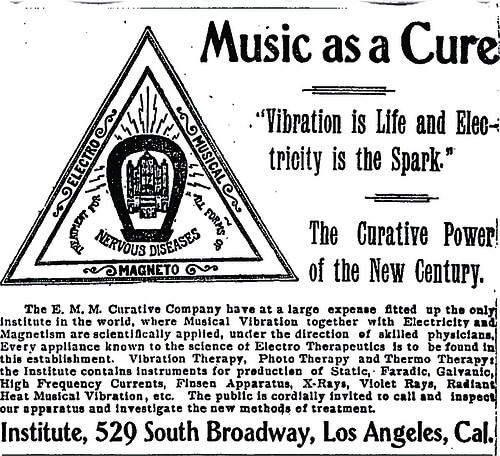 Music as a Cure
"Vibration is Life and Elec-
tricity is the Spark."
The Curative Power
of the New Century.
ELECTRO
MUSICAL
MAGNETO
TREATMENT FOR
ALL FORMS OF
NERVOUS DISEASES
The E. M. M. Curative Company have at a large expense fitted up the only
institute in the world, where Musical Vibration together with Electricity and
Magnetism are scientifically applied, under the direction of skilled physicians.
Every appliance known to the science of Electro Therapeutics is to be found in
this establishment. Vibration Therapy, Photo Therapy and Thermo Therapy;
the Institute contains instruments for production of Static, Faradic, Galvanic,
High Frequency Currents, Finsen Apparatus, X-Rays, Violet Rays, Radiant
Heat Musical Vibration, etc. The public is cordially invited to call and inspect
our apparatus and investigate the new methods of treatment.
Institute, 529 South Broadway, Los Angeles, Cal.